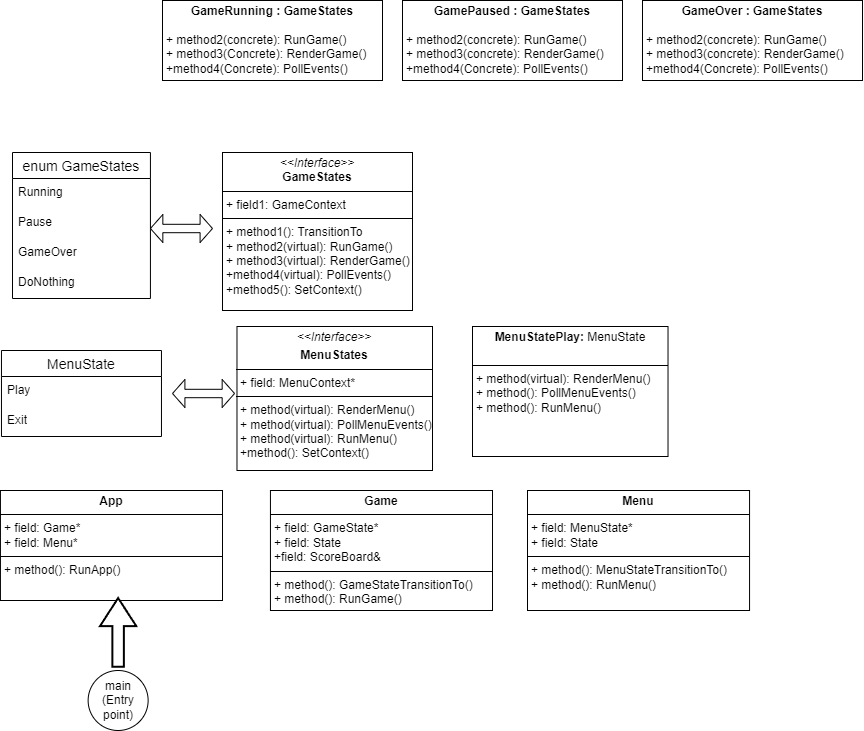 GameRunning : GameStates
+ method2(concrete): RunGame()
+ method3(Concrete): RenderGame()
+method4(Concrete): PollEvents()
GamePaused : GameStates
+ method2(concrete): RunGame()
+ method3(concrete): RenderGame()
+method4(Concrete): PollEvents()
GameOver : GameStates
+ method2(concrete): RunGame()
+ method3(concrete): RenderGame()
+method4(Concrete): PollEvents()
enum GameStates
Running
Pause
GameOver
DoNothing
<<Interface>>
GameStates
+ field1: GameContext
+ method1(): TransitionTo
+ method2(virtual): RunGame()
+ method3(virtual): RenderGame()
+method4(virtual): PollEvents()
+method5(): SetContext()
MenuState
Play
Exit
<<Interface>>
MenuStates
+ field: MenuContext*
+ method(virtual): RenderMenu()
+ method(virtual): PollMenuEvents()
+ method(virtual): RunMenu()
+method(): SetContext()
MenuStatePlay: MenuState
+ method(virtual): RenderMenu()
+ method(): PollMenuEvents()
+ method(): RunMenu()
App
+ field: Game*
+ field: Menu*
+ method(): RunApp()
Game
+ field: GameState*
+ field: State
+field: ScoreBoard&
+ method(): GameStateTransitionTo()
+ method(): RunGame()
Menu
+ field: MenuState*
+ field: State
+ method(): MenuStateTransitionTo()
+ method(): RunMenu()
main
(Entry
point)